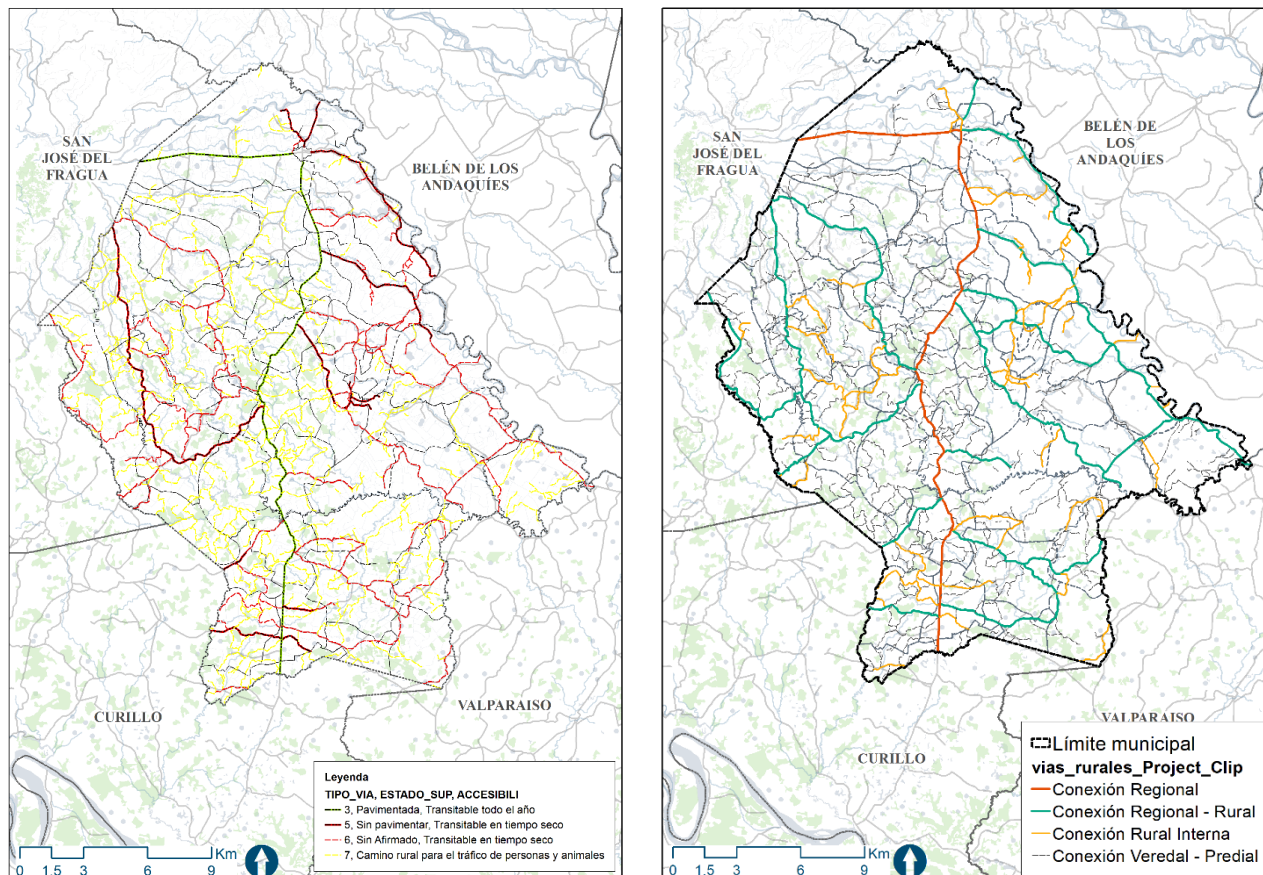 SAN
JOSÉ DEL
FRAGUA
BELÉN DE LOS
ANDAQUÍES
CURILLO
VALPARAISO
Leyenda
TIPO_VIA, ESTADO_SUP, ACCESIBILI
3, Pavimentada, Transitable todo el año
5, Sin pavimentar, Transitable en tiempo seco
6, Sin Afirmado, Transitable en tiempo seco
7, Camino rural para el tráfico de personas y animales
Km
0 1.5 3 6 9
SAN
JOSÉ DEL
FRAGUA
BELÉN DE
LOS
ANDAQUÍES
CURILLO
VALPARAISO
Límite municipal
vias_rurales_Project_Clip
Conexión Regional
Conexión Regional - Rural
Conexión Rural Interna
Conexión Veredal - Predial
Km
0 1.5 3 6 9